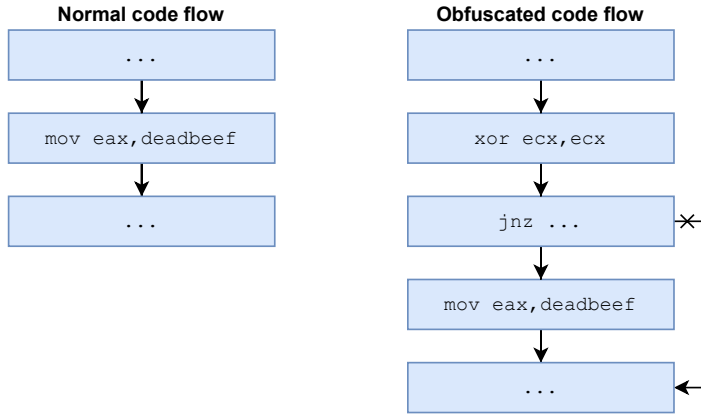 Normal code flow
...
mov eax,deadbeef
...
Obfuscated code flow
...
xor ecx,ecx
jnz ...
mov eax,deadbeef
...